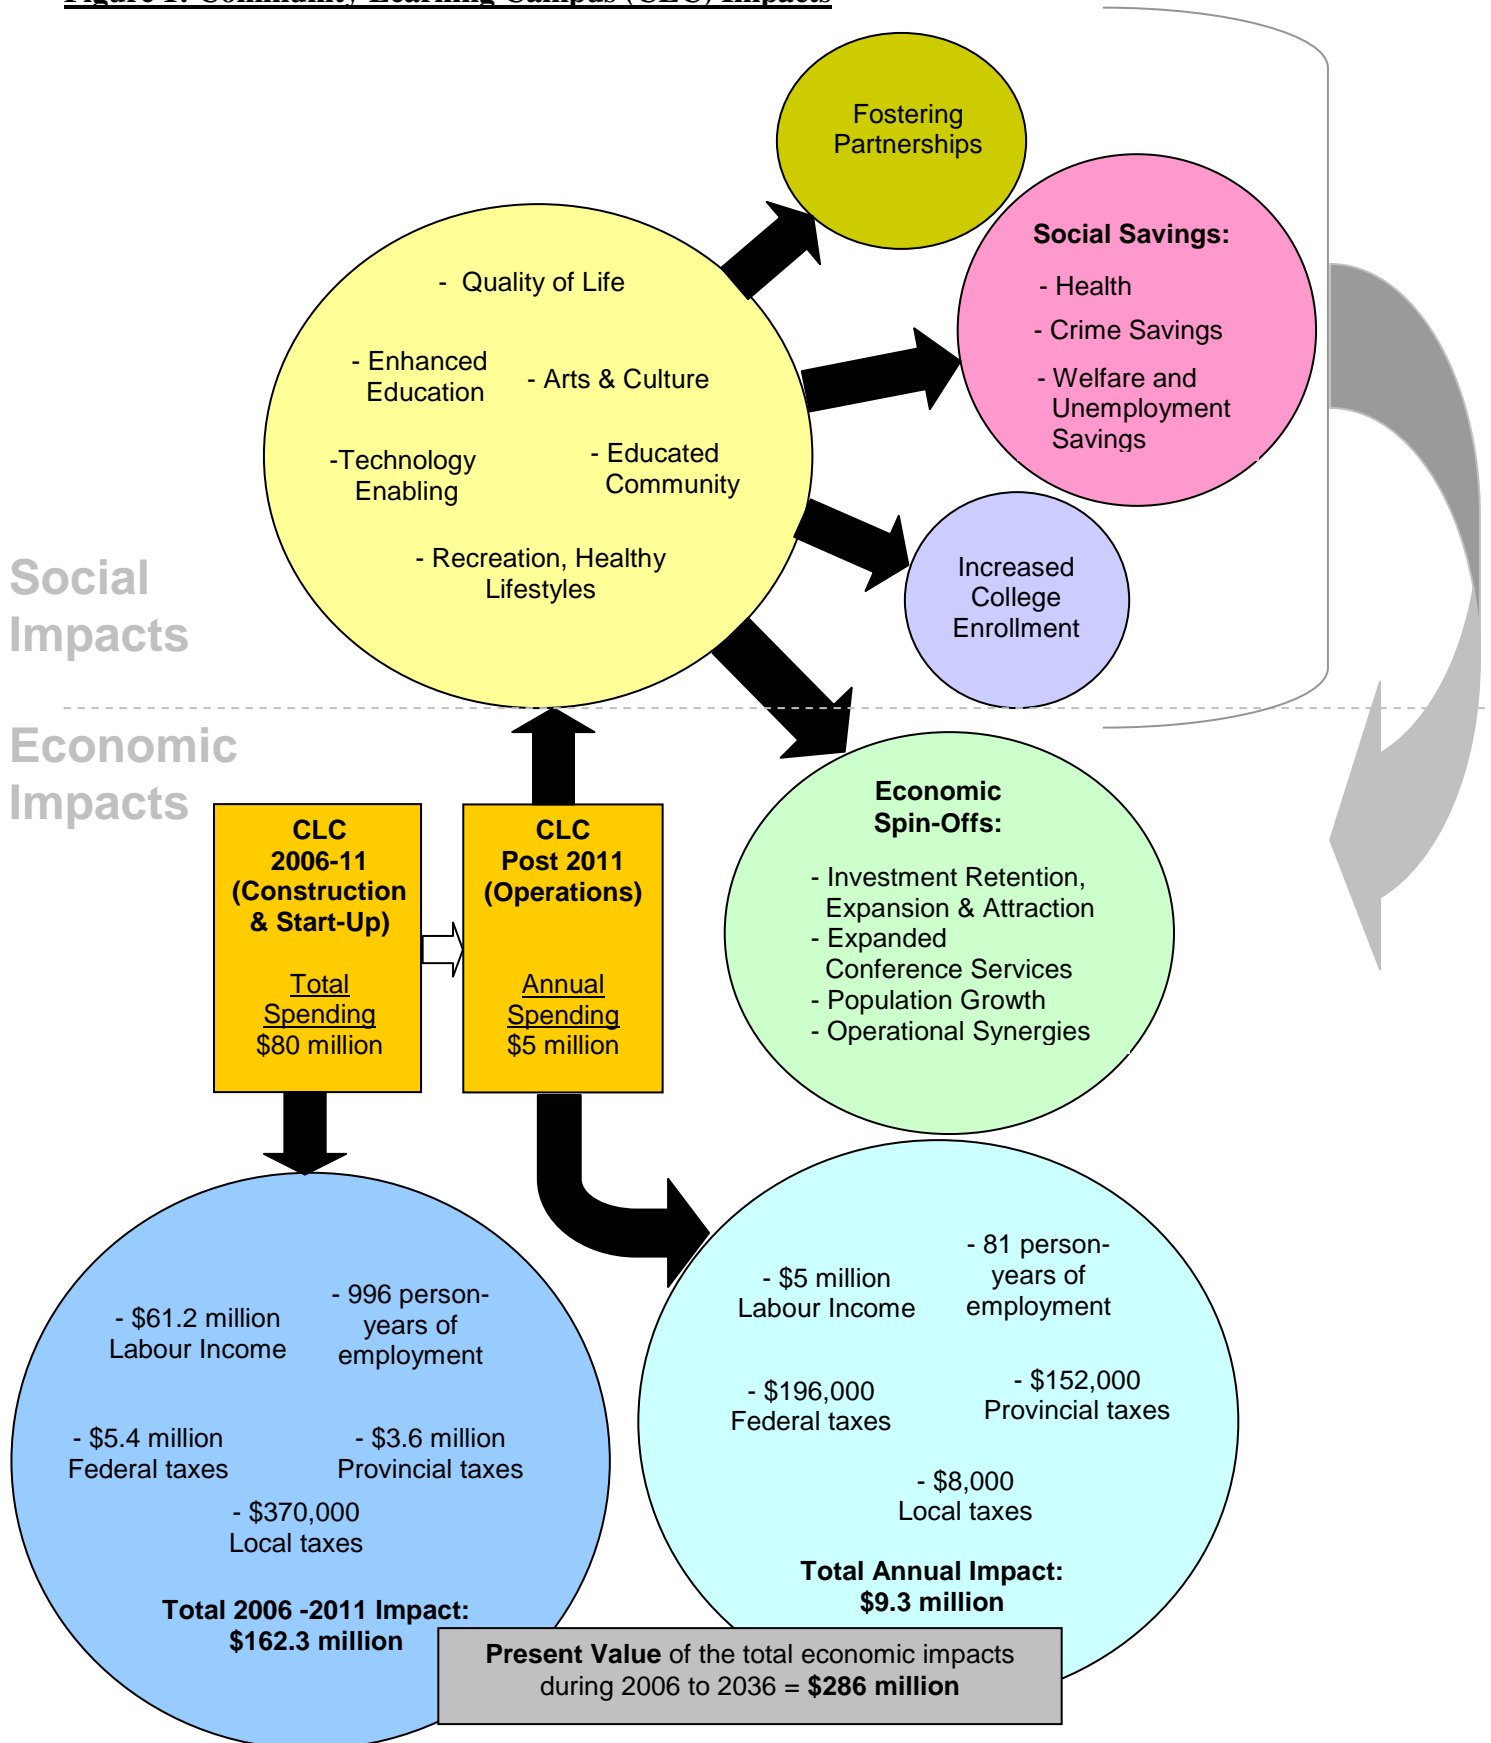 Figure 1: Community Learning Campus (CLC) Impacts
Fostering
Partnerships
Social Savings:
- Health
- Crime Savings
- Welfare and
Unemployment
Savings
- Quality of Life
- Enhanced
Education
- Arts & Culture
-Technology
Enabling
- Educated
Community
- Recreation, Healthy
Lifestyles
Increased
College
Enrollment
Social
Impacts
Economic
Impacts
CLC
2006-11
(Construction
& Start-Up)
Total
Spending
$80 million
CLC
Post 2011
(Operations)
Annual
Spending
$5 million
Economic
Spin-Offs:
- Investment Retention,
Expansion & Attraction
- Expanded
Conference Services
- Population Growth
- Operational Synergies
- $61.2 million
Labour Income
- 996 person-
years of
employment
- $5.4 million
Federal taxes
- $3.6 million
Provincial taxes
- $370,000
Local taxes
Total 2006 -2011 Impact:
$162.3 million
- $5 million
Labour Income
- 81 person-
years of
employment
- $196,000
Federal taxes
- $152,000
Provincial taxes
- $8,000
Local taxes
Total Annual Impact:
$9.3 million
Present Value of the total economic impacts
during 2006 to 2036 = $286 million